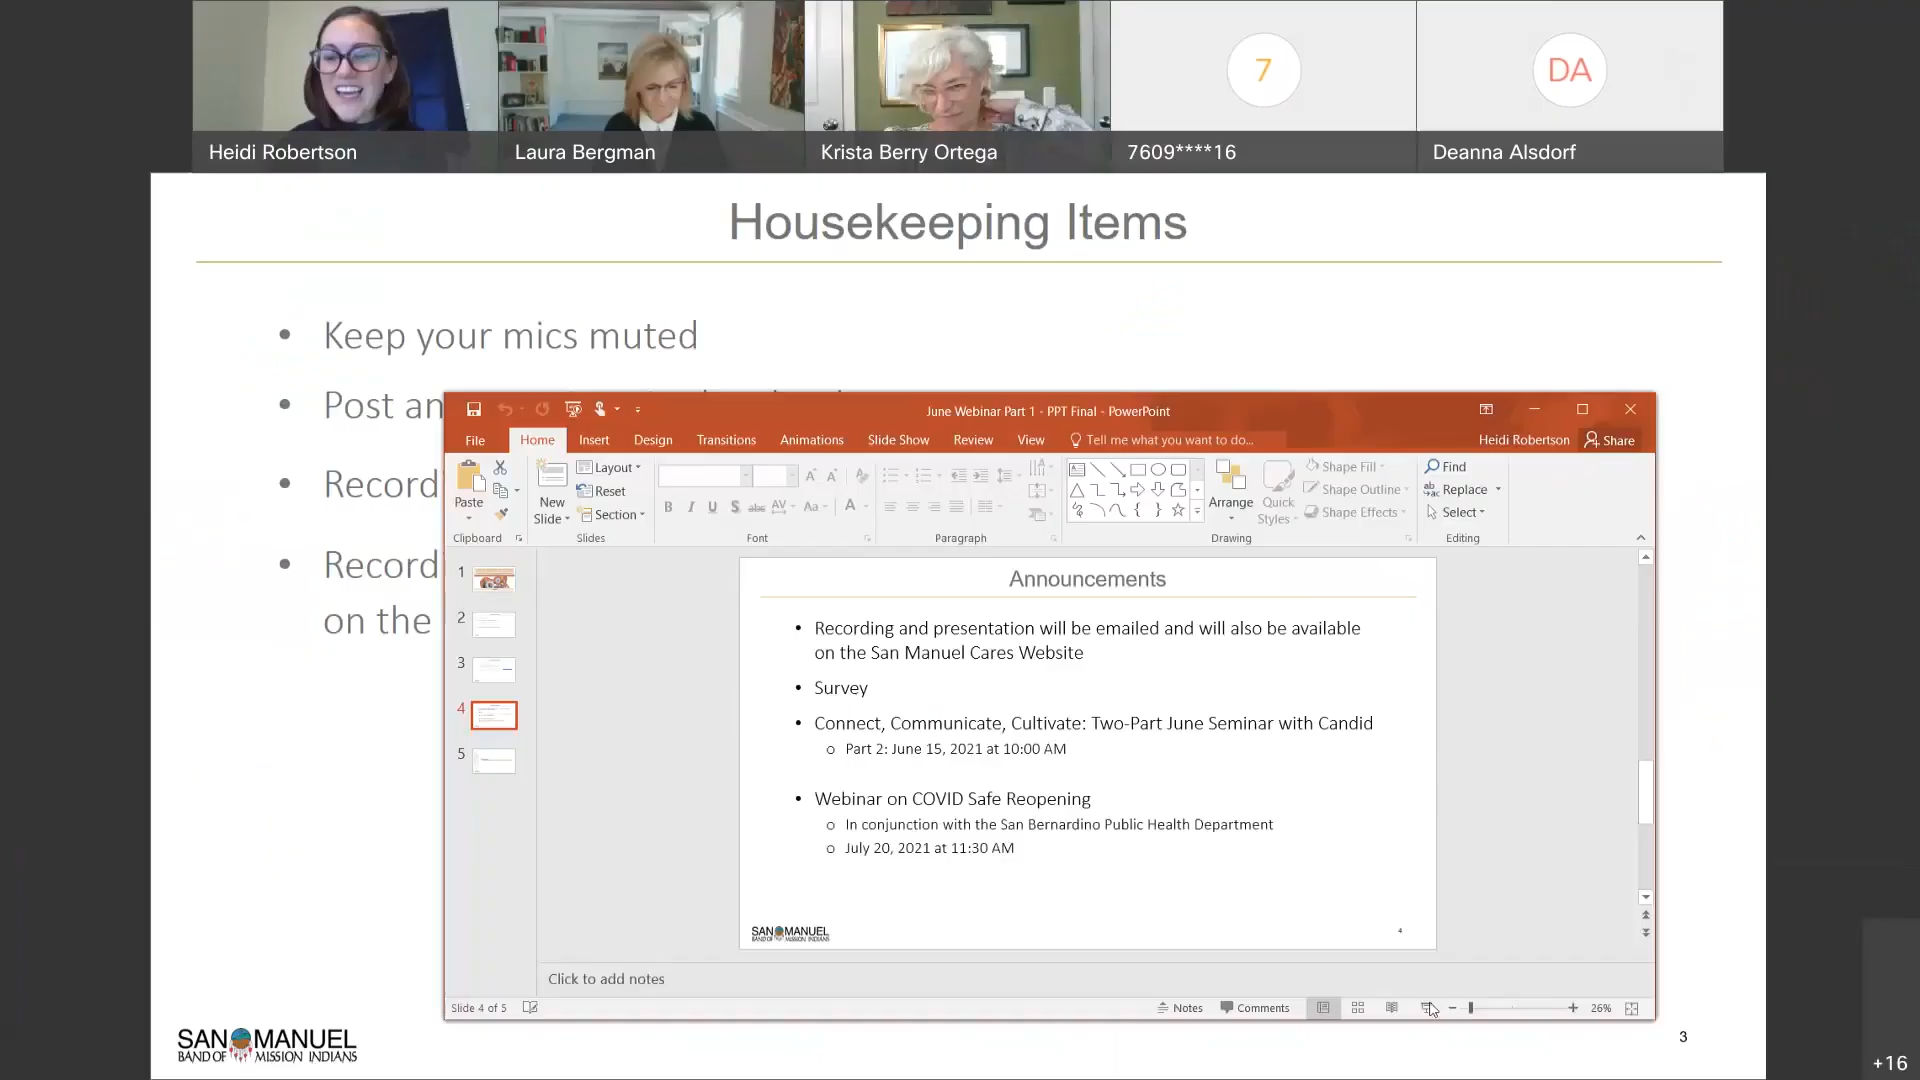 7
DA
Heidi Robertson
Laura Bergman
Krista Berry Ortega
7609****16
Deanna Alsdorf
Housekeeping Items
• Keep your mics muted
• Post an
• Record
• Record
on the
June Webinar Part 1 - PPT Final - PowerPoint
File Home Insert Design Transitions Animations Slide Show Review View Tell me what you want to do... Heidi Robertson Share
Paste
New Slide
Layout
Reset
Section
B I U S abc AV Aa A
Arrange
Quick Styles
Shape Fill
Shape Outline
Shape Effects
Find
Replace
Select
Clipboard Slides Font Paragraph Drawing Editing
1
2
3
4
5
Announcements
• Recording and presentation will be emailed and will also be available
on the San Manuel Cares Website
• Survey
• Connect, Communicate, Cultivate: Two-Part June Seminar with Candid
o Part 2: June 15, 2021 at 10:00 AM
• Webinar on COVID Safe Reopening
o In conjunction with the San Bernardino Public Health Department
o July 20, 2021 at 11:30 AM
SAN MANUEL
BAND OF MISSION INDIANS
4
Click to add notes
Slide 4 of 5
Notes Comments 26%
SAN MANUEL
BAND OF MISSION INDIANS
3
+16